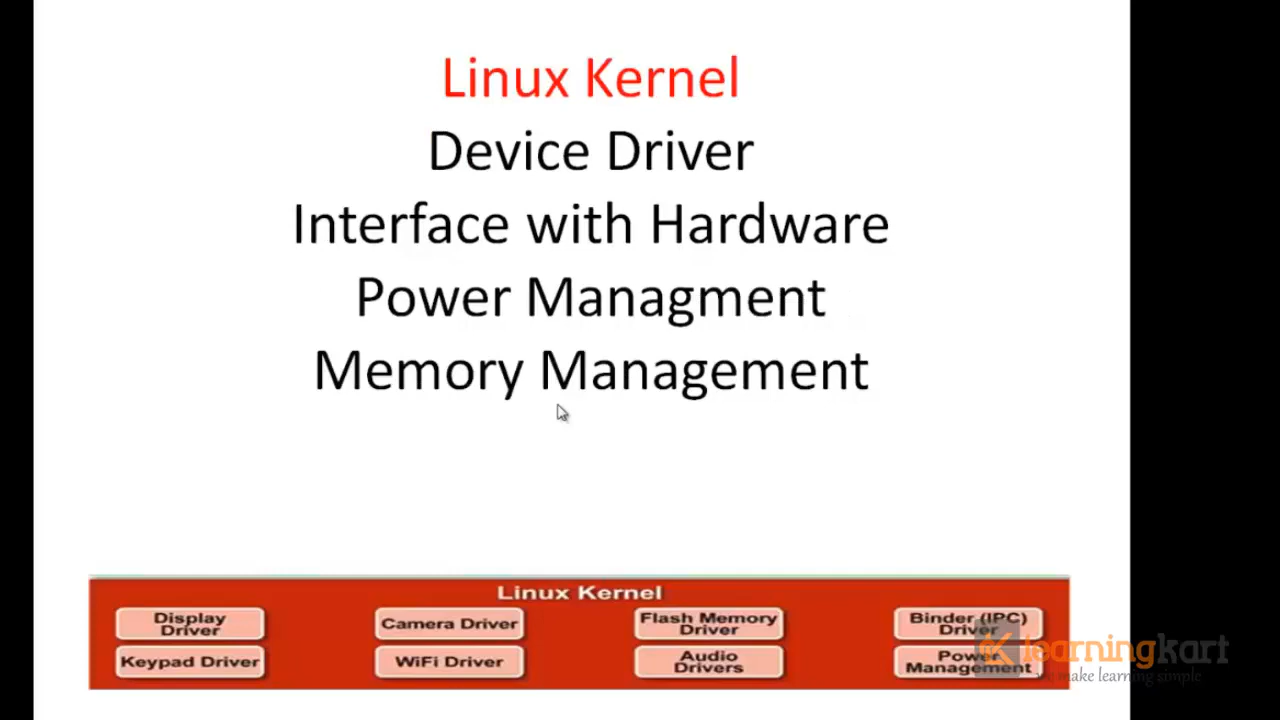 Linux Kernel
Device Driver
Interface with Hardware
Power Managment
Memory Management
Linux Kernel
Display Driver
Camera Driver
Flash Memory Driver
Binder (IPC) Driver
Keypad Driver
WiFi Driver
Audio Drivers
Power Management
learningkart
we make learning simple